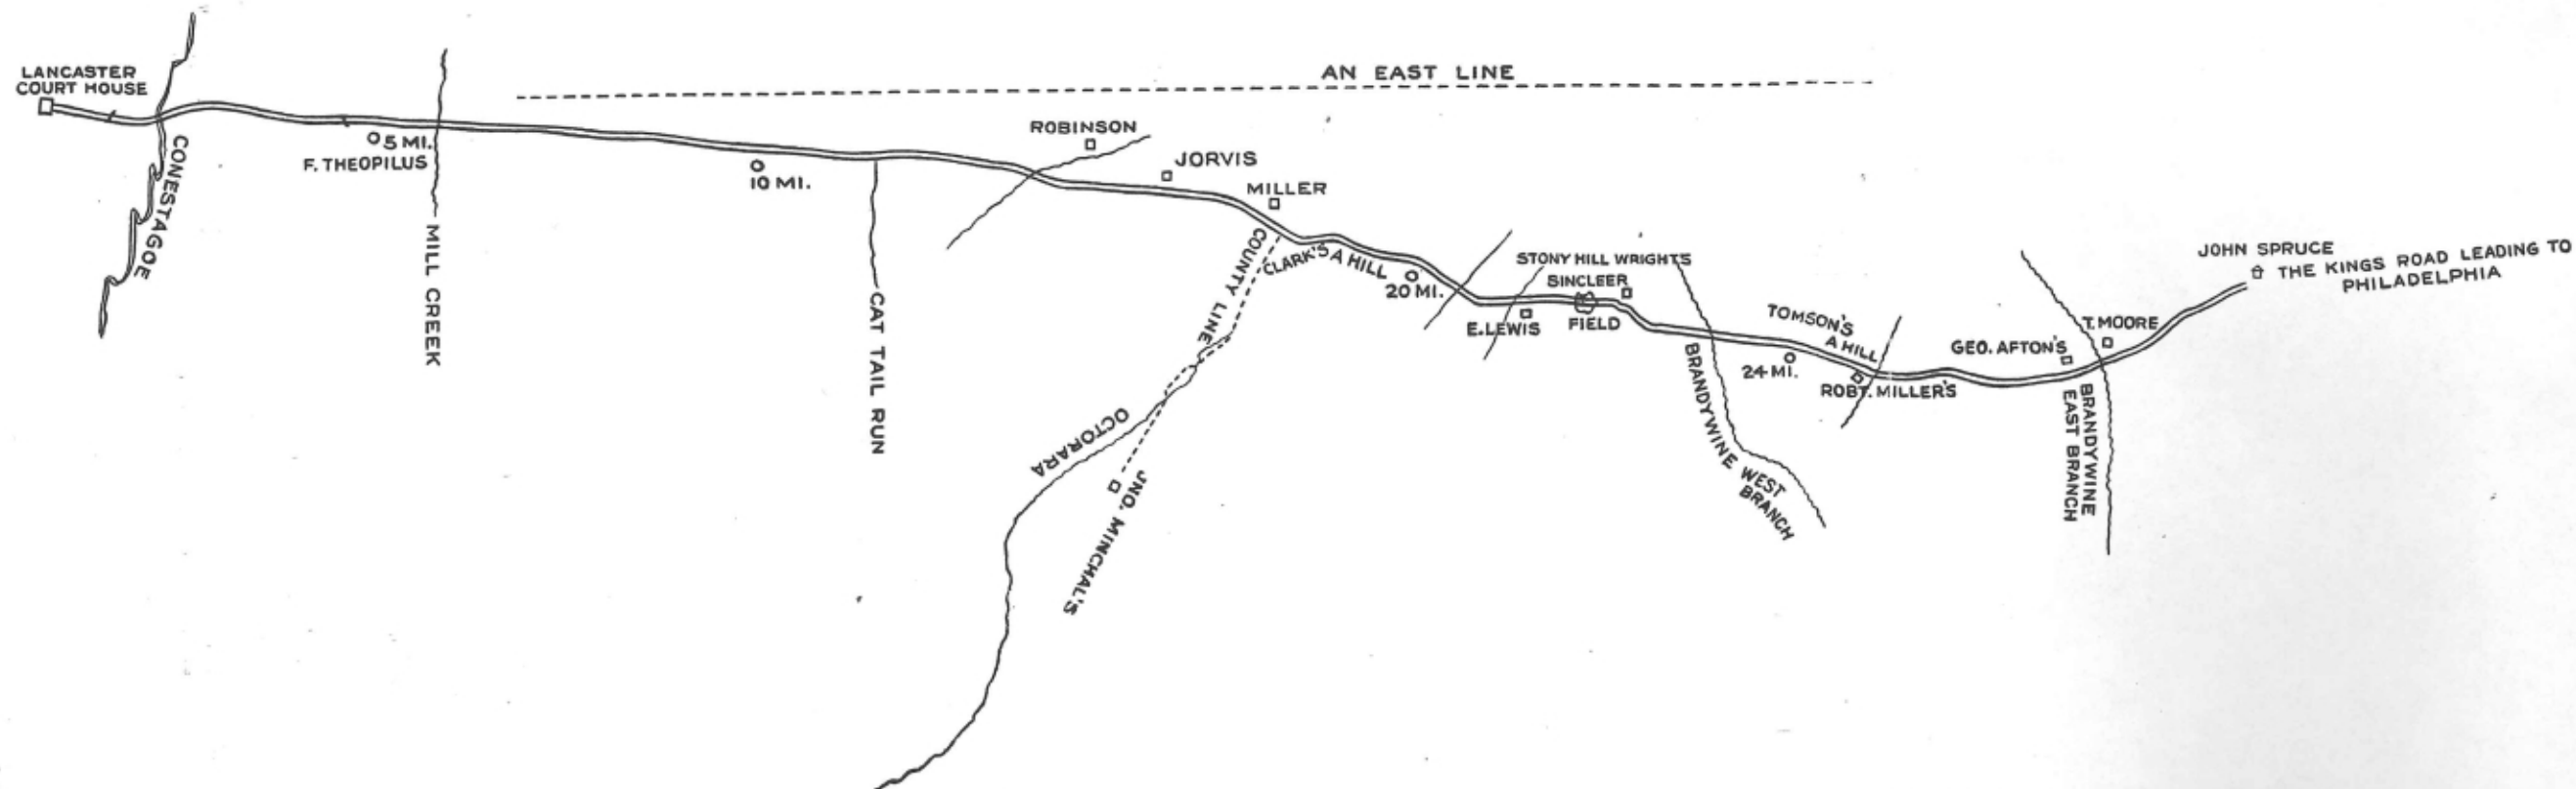 LANCASTER
COURT HOUSE
CONESTAGOE
5 MI.
F. THEOPILUS
MILL CREEK
AN EAST LINE
10 MI.
CAT TAIL RUN
ROBINSON
JORVIS
MILLER
COUNTY LINE
CLARK'S A HILL
OCTORARA
JNO. MINCHAL'S
20 MI.
E. LEWIS
STONY HILL WRIGHTS
SINCLEER
FIELD
BRANDYWINE WEST
BRANCH
TOMSON'S
A HILL
24 MI.
ROBT. MILLER'S
GEO. AFTON'S
T. MOORE
BRANDYWINE
EAST BRANCH
JOHN SPRUCE
THE KINGS ROAD LEADING TO
PHILADELPHIA